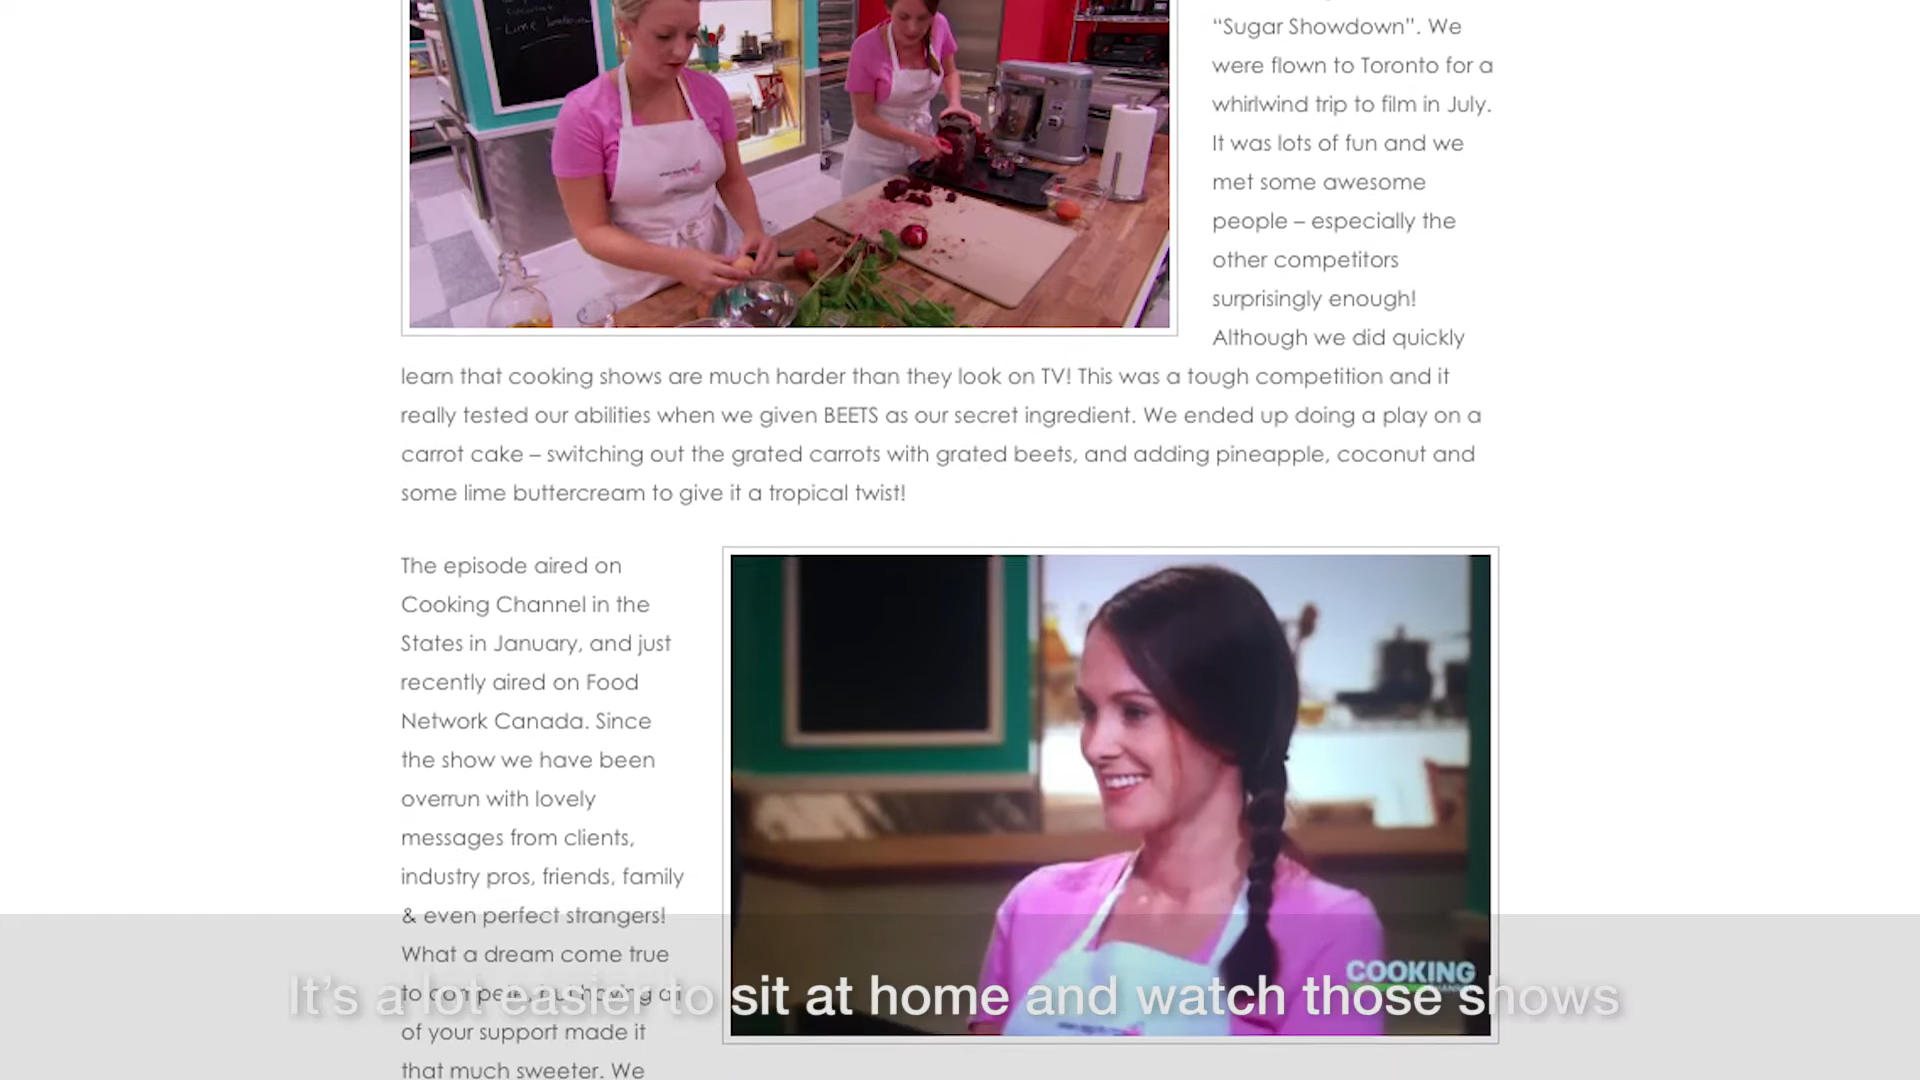 Lime buttercream
"Sugar Showdown". We
were flown to Toronto for a
whirlwind trip to film in July.
It was lots of fun and we
met some awesome
people – especially the
other competitors
surprisingly enough!
Although we did quickly
learn that cooking shows are much harder than they look on TV! This was a tough competition and it
really tested our abilities when we given BEETS as our secret ingredient. We ended up doing a play on a
carrot cake – switching out the grated carrots with grated beets, and adding pineapple, coconut and
some lime buttercream to give it a tropical twist!
The episode aired on
Cooking Channel in the
States in January, and just
recently aired on Food
Network Canada. Since
the show we have been
overrun with lovely
messages from clients,
industry pros, friends, family
& even perfect strangers!
What a dream come true
to compete, but having all
of your support made it
that much sweeter. We
COOKING
It's a lot easier to sit at home and watch those shows